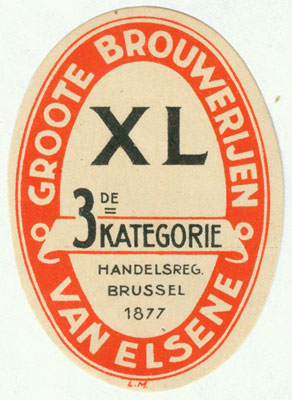 GROOTE BROUWERIJEN
XL
3DE
KATEGORIE
HANDELSREG.
BRUSSEL
1877
VAN ELSENE
L.M.